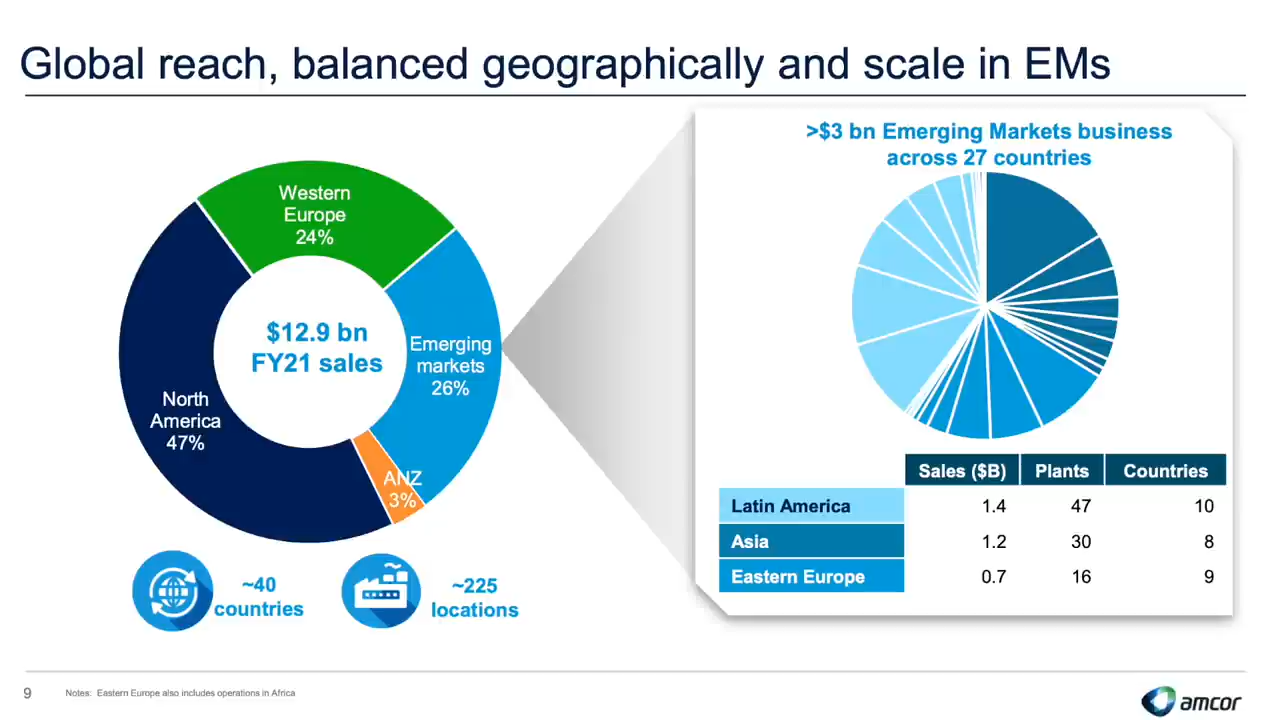 Global reach, balanced geographically and scale in EMs
Western
Europe
24%
$12.9 bn
FY21 sales
Emerging
markets
26%
North
America
47%
ANZ
3%
~40
countries
~225
locations
>$3 bn Emerging Markets business
across 27 countries
Sales ($B) Plants Countries
Latin America 1.4 47 10
Asia 1.2 30 8
Eastern Europe 0.7 16 9
9 Notes: Eastern Europe also includes operations in Africa
amcor